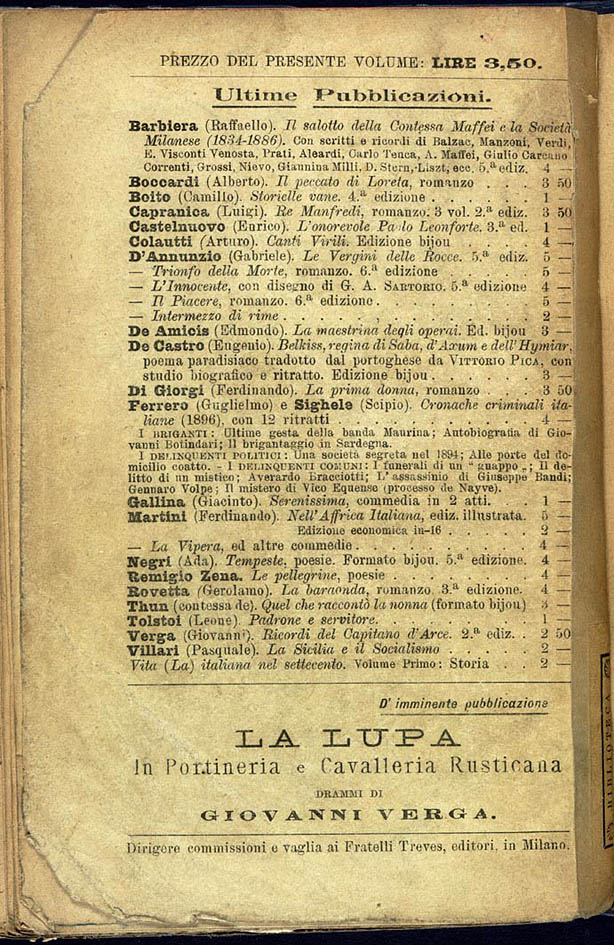 PREZZO DEL PRESENTE VOLUME: LIRE 3,50.
Ultime Pubblicazioni.
Barbiera (Raffaello). Il salotto della Contessa Maffei e la Società
Milanese (1834-1886). Con scritti e ricordi di Balzac, Manzoni, Verdi,
E. Visconti Venosta, Prati, Aleardi, Carlo Tenca, A. Maffei, Giulio Carcano
Correnti, Grossi, Nievo, Giannina Milli, D. Stern, Liszt, ecc. 5.ª ediz. 4 —
Boccardi (Alberto). Il peccato di Loreta, romanzo . . . 3 50
Boito (Camillo). Storielle vane. 4.ª edizione . . . . . . 1 —
Capranica (Luigi). Re Manfredi, romanzo. 3 vol. 2.ª ediz. 3 50
Castelnuovo (Enrico). L'onorevole Paolo Leonforte. 3.ª ed. 1 —
Colautti (Arturo). Canti Virili. Edizione bijou . . . . . 4 —
D'Annunzio (Gabriele). Le Vergini delle Rocce. 5.ª ediz. 5 —
— Trionfo della Morte, romanzo. 6.ª edizione . . . . . 5 —
— L'Innocente, con disegno di G. A. SARTORIO. 5.ª edizione 4 —
— Il Piacere, romanzo. 6.ª edizione . . . . . . . . 5 —
— Intermezzo di rime . . . . . . . . . . . . . 2 —
De Amicis (Edmondo). La maestrina degli operai. Ed. bijou 3 —
De Castro (Eugenio). Belkiss, regina di Saba, d'Axum e dell'Hymiar,
poema paradisiaco tradotto dal portoghese da VITTORIO PICA, con
studio biografico e ritratto. Edizione bijou . . . . . . 3 —
Di Giorgi (Ferdinando). La prima donna, romanzo . . . 3 50
Ferrero (Guglielmo) e Sighele (Scipio). Cronache criminali ita-
liane (1896), con 12 ritratti . . . . . . . . . . . 4 —
I BRIGANTI: Ultime gesta della banda Maurina; Autobiografia di Gio-
vanni Bolindari; Il brigantaggio in Sardegna.
I DELINQUENTI POLITICI: Una società segreta nel 1894; Alle porte del do-
micilio coatto. - I DELINQUENTI COMUNI: I funerali di un " guappo „; Il de-
litto di un mistico; Averardo Bracciotti; L'assassinio di Giuseppe Bandi;
Gennaro Volpe; Il mistero di Vico Equense (processo de Nayve).
Gallina (Giacinto). Serenissima, commedia in 2 atti. . 1 —
Martini (Ferdinando). Nell'Affrica Italiana, ediz. illustrata. 5 —
Edizione economica in-16 . . . . . 2 —
— La Vipera, ed altre commedie . . . . . . . . . 4 —
Negri (Ada). Tempeste, poesie. Formato bijou. 5.ª edizione. 4 —
Remigio Zena. Le pellegrine, poesie . . . . . . . . 4 —
Rovetta (Gerolamo). La baraonda, romanzo 3.ª edizione. 4 —
Thun (contessa de). Quel che raccontò la nonna (formato bijou) 3 —
Tolstoi (Leone). Padrone e servitore. . . . . . . . . 1 —
Verga (Giovanni). Ricordi del Capitano d'Arce. 2.ª ediz. . 2 50
Villari (Pasquale). La Sicilia e il Socialismo . . . . . 2 —
Vita (La) italiana nel settecento. Volume Primo: Storia . . 2 —
D' imminente pubblicazione
LA LUPA
In Portineria e Cavalleria Rusticana
DRAMMI DI
GIOVANNI VERGA.
Dirigere commissioni e vaglia ai Fratelli Treves, editori, in Milano.